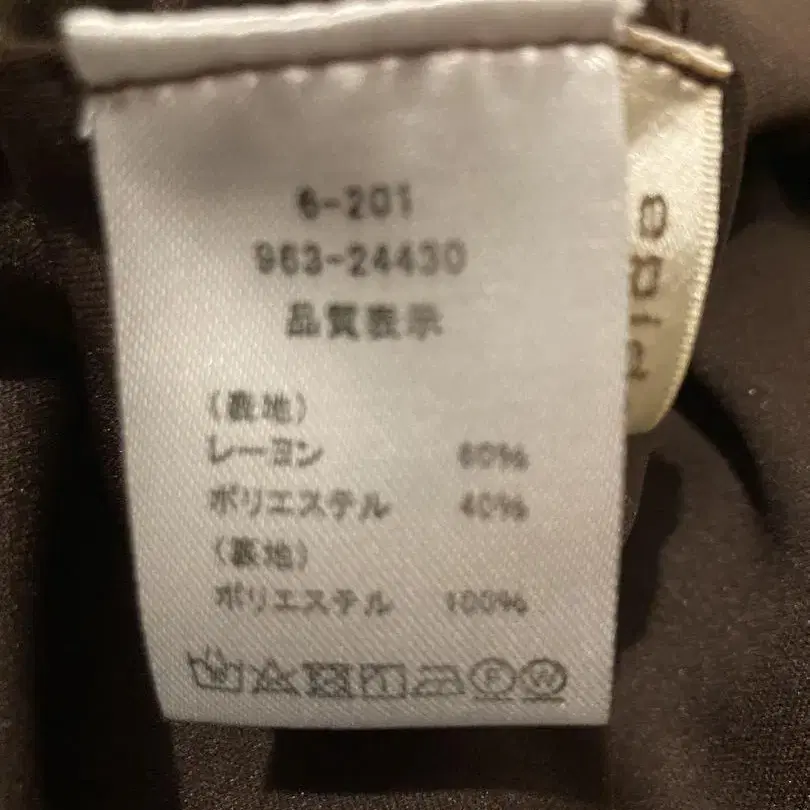 6-201
963-24430
品質表示
(表地)
レーヨン 60%
ポリエステル 40%
(裏地)
ポリエステル 100%
F W